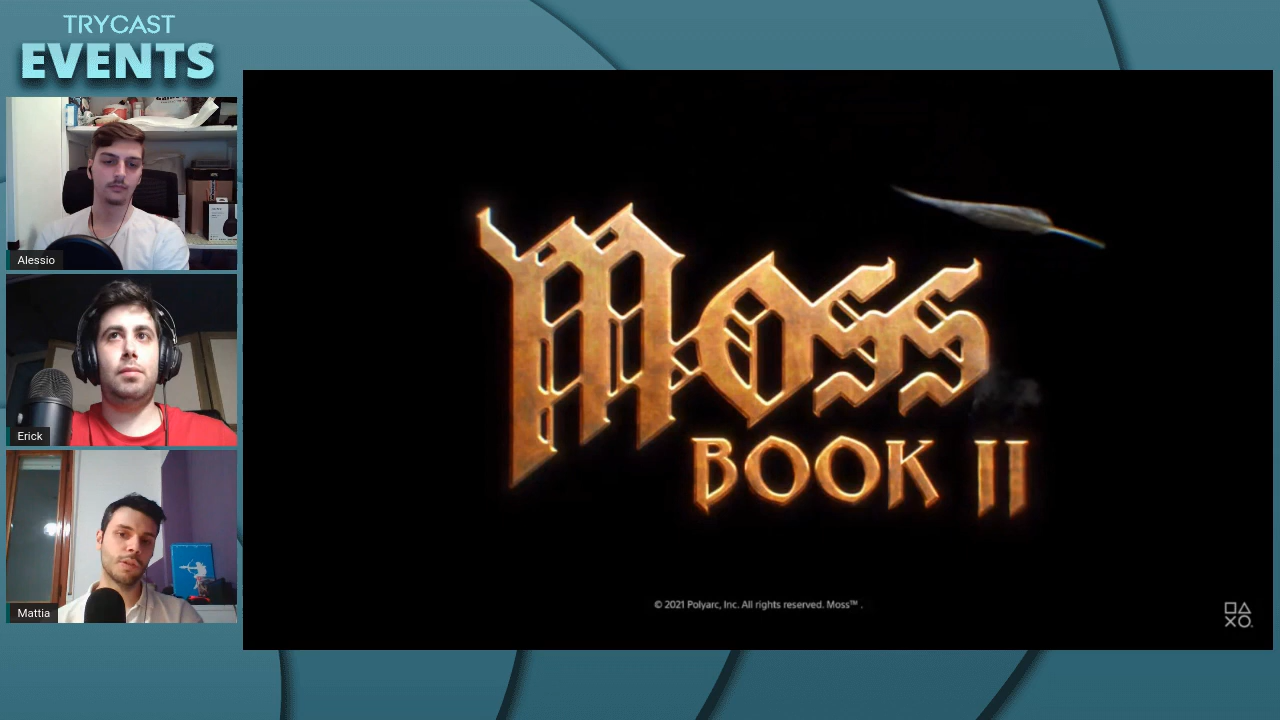 TRYCAST
EVENTS
Alessio
Erick
Mattia
Moss
BOOK II
© 2021 Polyarc, Inc. All rights reserved. Moss™ .